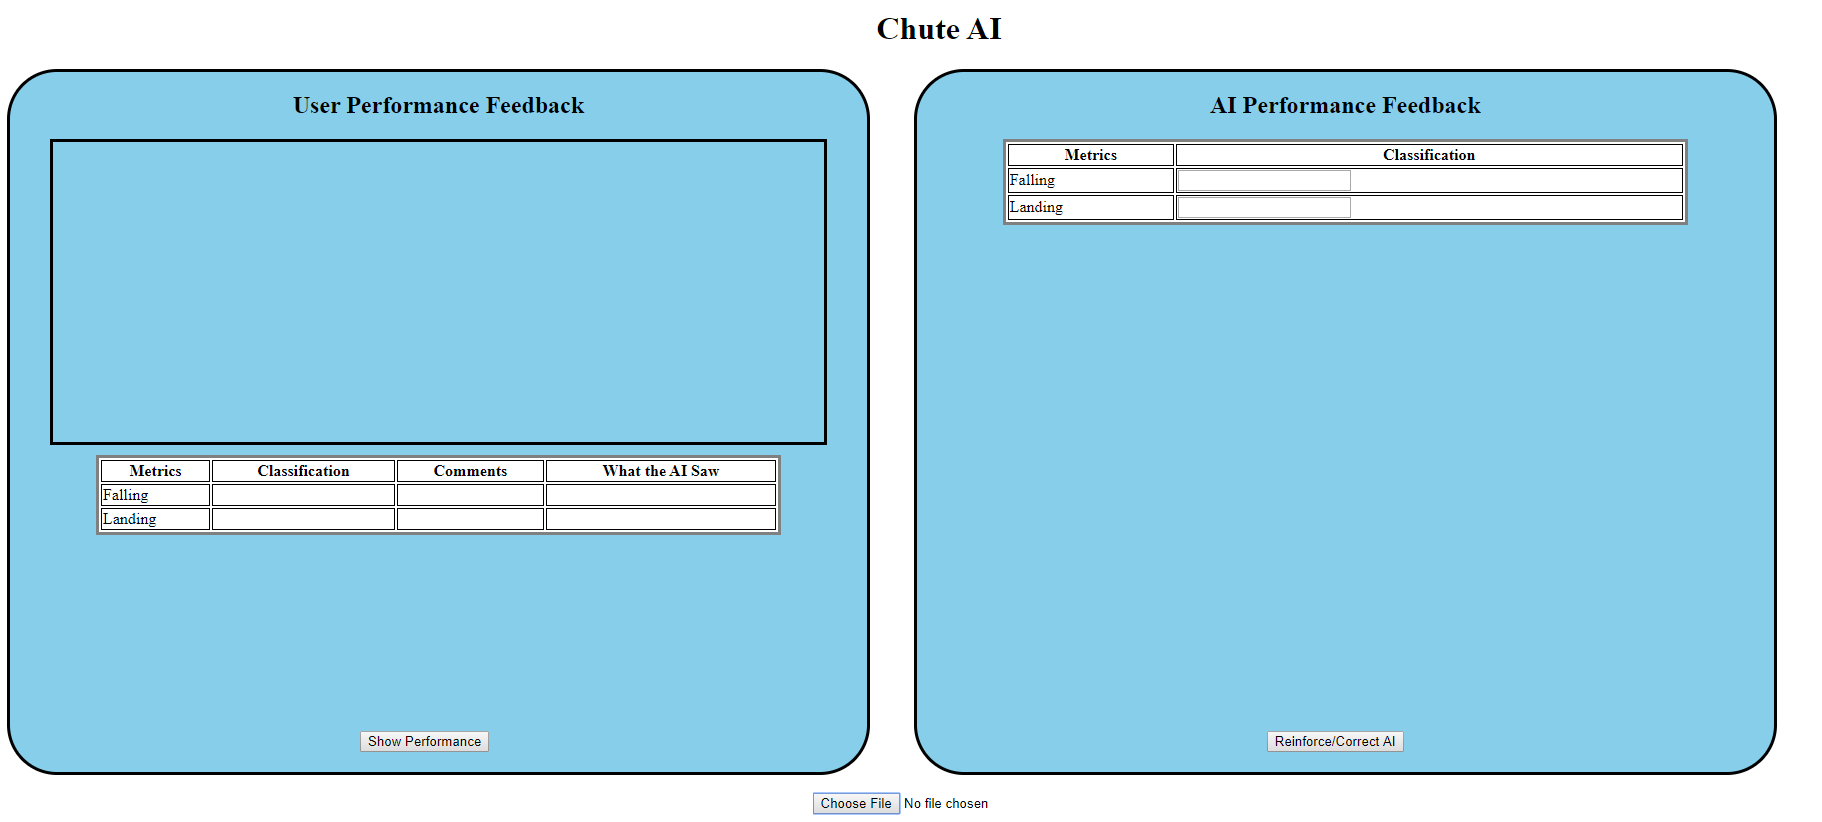 Chute AI
User Performance Feedback
Metrics Classification Comments What the AI Saw
Falling
Landing
Show Performance
AI Performance Feedback
Metrics Classification
Falling
Landing
Reinforce/Correct AI
Choose File No file chosen